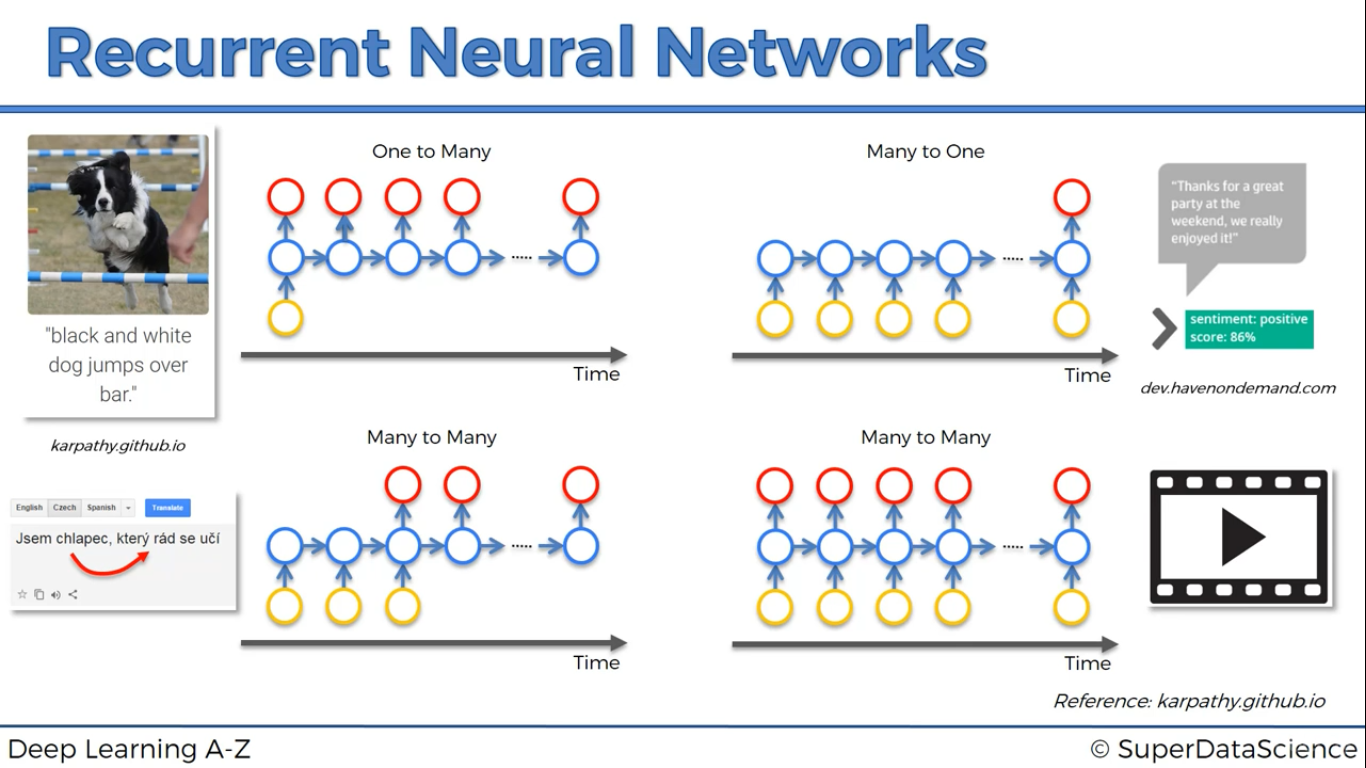 Recurrent Neural Networks
One to Many
Many to One
"black and white
dog jumps over
bar."
karpathy.github.io
Time
Time
"Thanks for a great
party at the
weekend, we really
enjoyed it!"
sentiment: positive
score: 86%
dev.havenondemand.com
Many to Many
Many to Many
English Czech Spanish Translate
Jsem chlapec, který rád se učí
Time
Time
Reference: karpathy.github.io
Deep Learning A-Z
© SuperDataScience